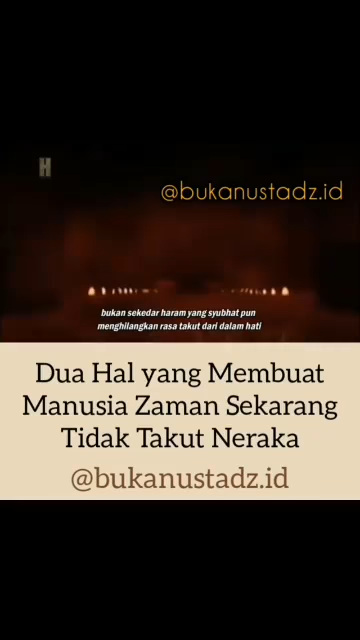 H
@bukanustadz.id
bukan sekedar haram yang syubhat pun
menghilangkan rasa takut dari dalam hati
Dua Hal yang Membuat
Manusia Zaman Sekarang
Tidak Takut Neraka
@bukanustadz.id